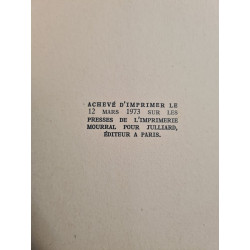 ACHEVÉ D'IMPRIMER LE
12 MARS 1973 SUR LES
PRESSES DE L'IMPRIMERIE
MOURRAL POUR JULLIARD,
ÉDITEUR A PARIS.